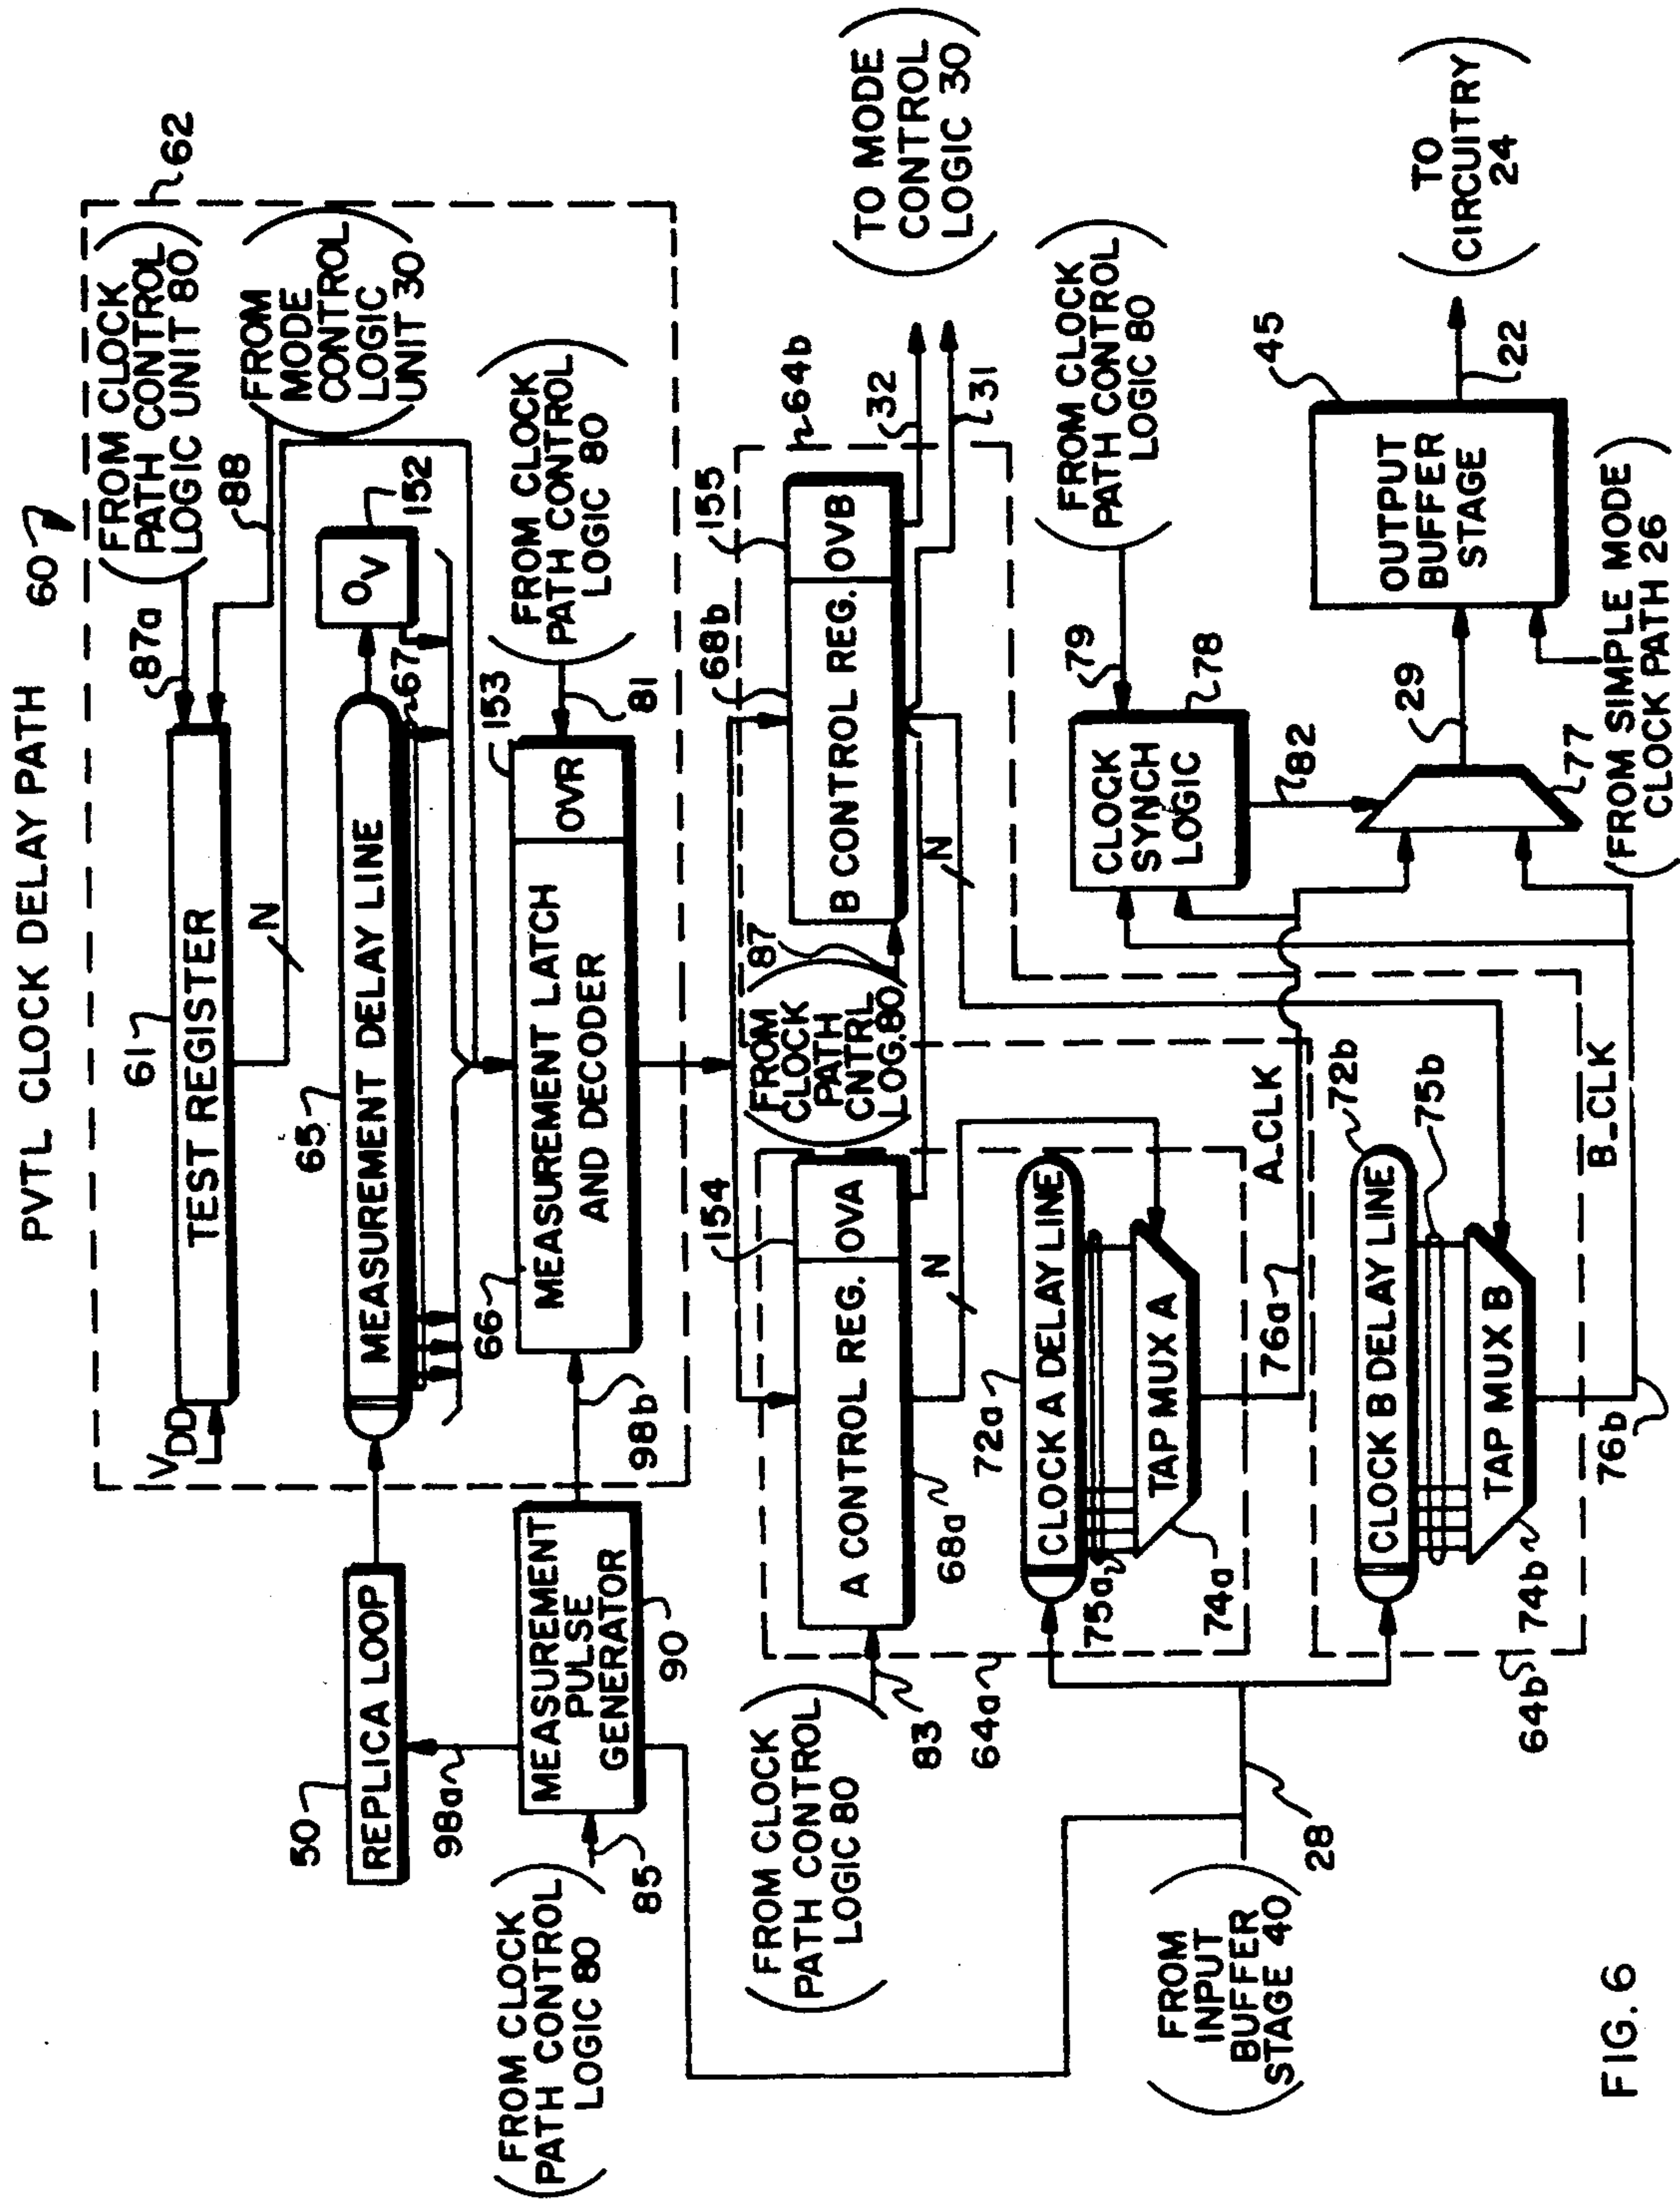 PVTL CLOCK DELAY PATH
60
61
TEST REGISTER
VDD
N
87a
(FROM CLOCK
PATH CONTROL
LOGIC UNIT 80)
62
88
(FROM
MODE
CONTROL
LOGIC
UNIT 30)
65
MEASUREMENT DELAY LINE
OV
152
67
50
REPLICA LOOP
98a
66
MEASUREMENT LATCH
AND DECODER
OVR
153
81
(FROM CLOCK
PATH CONTROL
LOGIC 80)
MEASUREMENT
PULSE
GENERATOR
90
98b
(FROM CLOCK
PATH CONTROL
LOGIC 80)
85
154
A CONTROL REG.
OVA
68a
N
(FROM CLOCK
PATH CONTROL
LOGIC 80)
83
64a
(FROM
CLOCK
PATH
CNTRL
LOG.80)
87
68b
B CONTROL REG.
OVB
155
64b
N
32
31
(TO MODE
CONTROL
LOGIC 30)
72a
CLOCK A DELAY LINE
75a
TAP MUX A
74a
76a
A_CLK
CLOCK
SYNCH
LOGIC
78
79
(FROM CLOCK
PATH CONTROL
LOGIC 80)
82
(FROM
INPUT
BUFFER
STAGE 40)
28
CLOCK B DELAY LINE
72b
75b
TAP MUX B
74b
64b
76b
B_CLK
77
29
OUTPUT
BUFFER
STAGE
45
22
(TO
CIRCUITRY
24)
(FROM SIMPLE MODE
CLOCK PATH 26)
FIG. 6